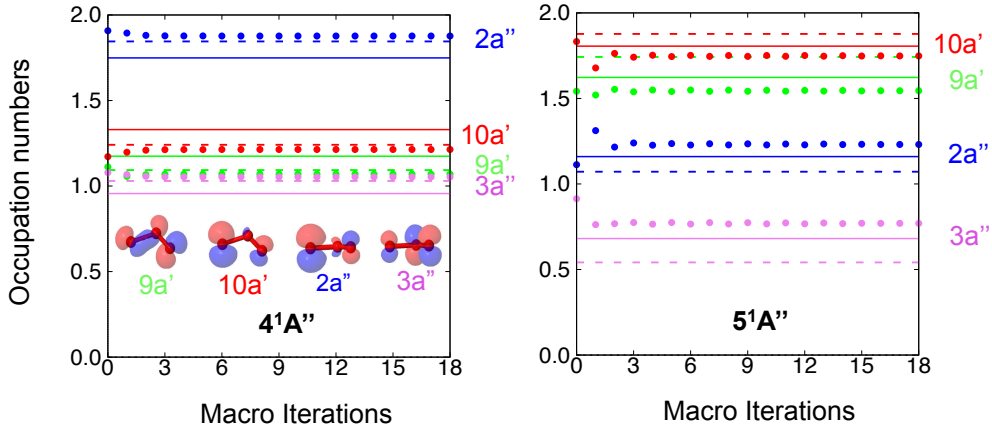 Occupation numbers
2.0
1.5
1.0
0.5
0.0
0 3 6 9 12 15 18
Macro Iterations
2a”
10a’
9a’
3a”
9a’ 10a’ 2a” 3a”
4¹A’’
2.0
1.5
1.0
0.5
0.0
0 3 6 9 12 15 18
Macro Iterations
10a’
9a’
2a”
3a”
5¹A’’